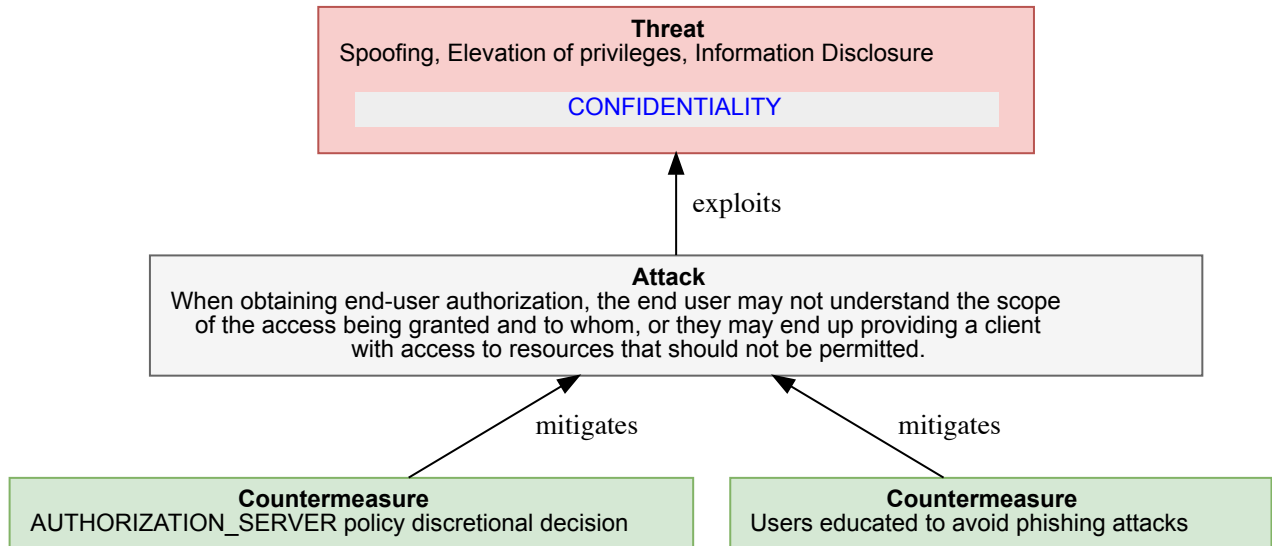 Threat
Spoofing, Elevation of privileges, Information Disclosure
CONFIDENTIALITY
exploits
Attack
When obtaining end-user authorization, the end user may not understand the scope
of the access being granted and to whom, or they may end up providing a client
with access to resources that should not be permitted.
mitigates
mitigates
Countermeasure
AUTHORIZATION_SERVER policy discretional decision
Countermeasure
Users educated to avoid phishing attacks